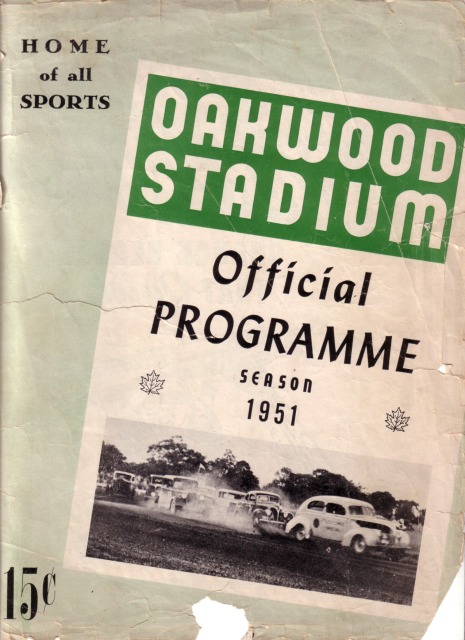 HOME
of all
SPORTS
OAKWOOD
STADIUM
Official
PROGRAMME
SEASON
1951
15¢